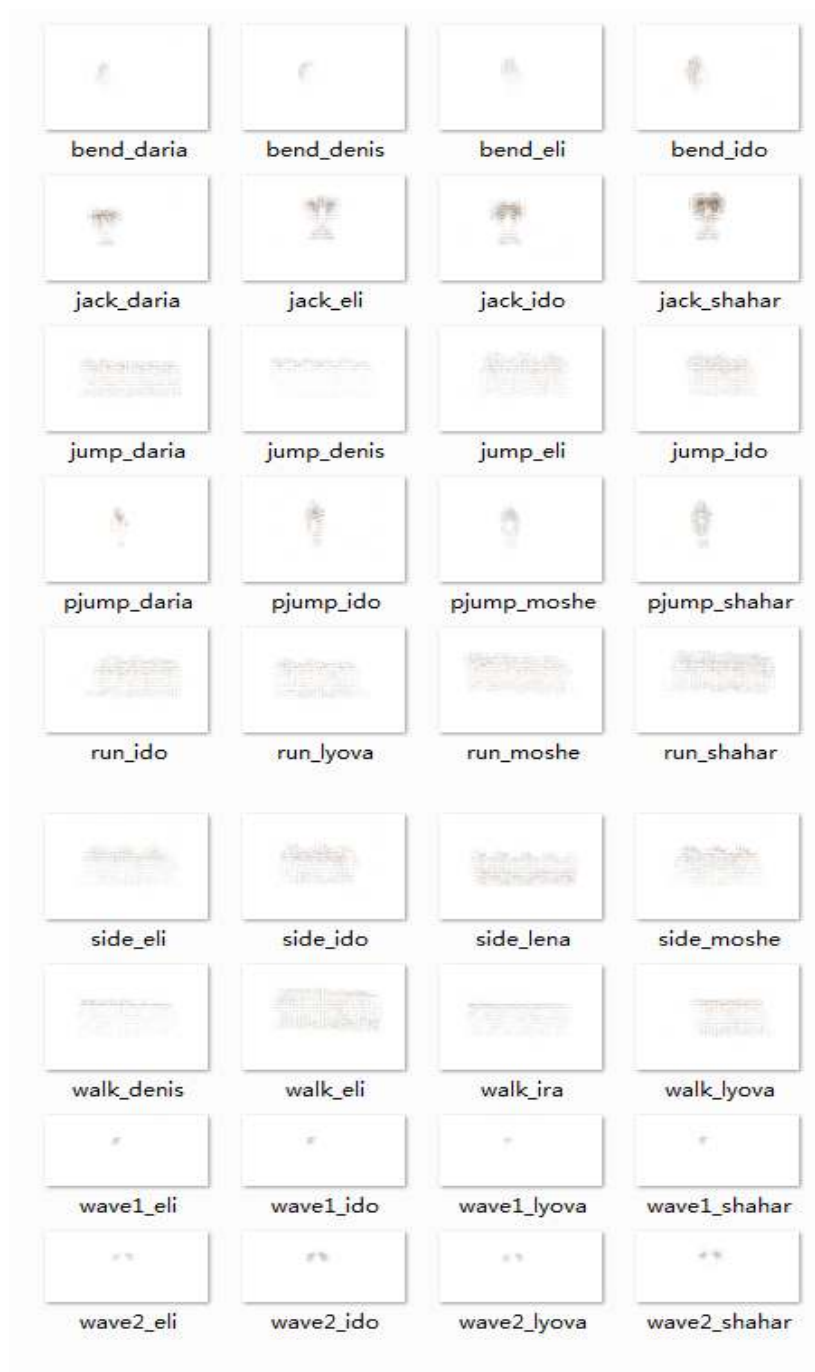 bend_daria bend_denis bend_eli bend_ido
jack_daria jack_eli jack_ido jack_shahar
jump_daria jump_denis jump_eli jump_ido
pjump_daria pjump_ido pjump_moshe pjump_shahar
run_ido run_lyova run_moshe run_shahar
side_eli side_ido side_lena side_moshe
walk_denis walk_eli walk_ira walk_lyova
wave1_eli wave1_ido wave1_lyova wave1_shahar
wave2_eli wave2_ido wave2_lyova wave2_shahar